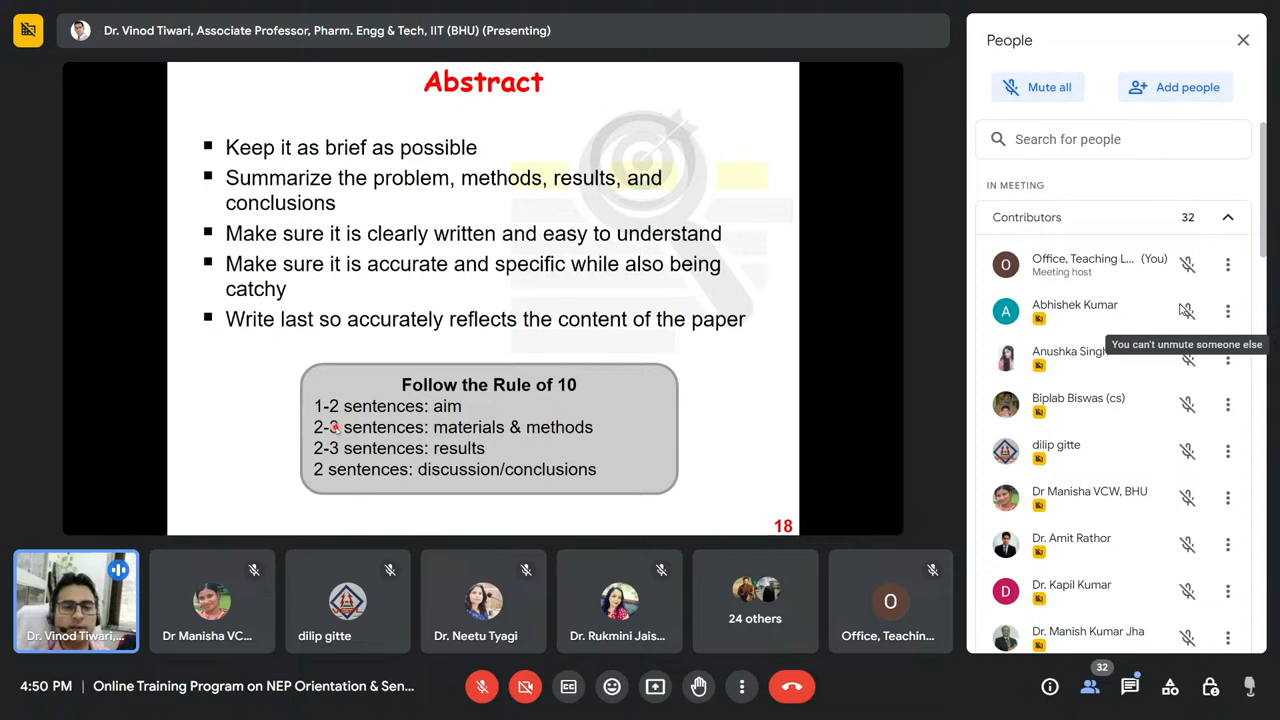 Dr. Vinod Tiwari, Associate Professor, Pharm. Engg & Tech, IIT (BHU) (Presenting)
Abstract
Keep it as brief as possible
Summarize the problem, methods, results, and
conclusions
Make sure it is clearly written and easy to understand
Make sure it is accurate and specific while also being
catchy
Write last so accurately reflects the content of the paper
Follow the Rule of 10
1-2 sentences: aim
2-3 sentences: materials & methods
2-3 sentences: results
2 sentences: discussion/conclusions
18
Dr. Vinod Tiwari,...
Dr Manisha VC...
dilip gitte
Dr. Neetu Tyagi
Dr. Rukmini Jais...
24 others
O
Office, Teachin...
People
Mute all
Add people
Search for people
IN MEETING
Contributors 32
O
Office, Teaching L... (You)
Meeting host
A
Abhishek Kumar
You can't unmute someone else
Anushka Singh
Biplab Biswas (cs)
dilip gitte
Dr Manisha VCW, BHU
Dr. Amit Rathor
D
Dr. Kapil Kumar
Dr. Manish Kumar Jha
4:50 PM | Online Training Program on NEP Orientation & Sen...
CC
32